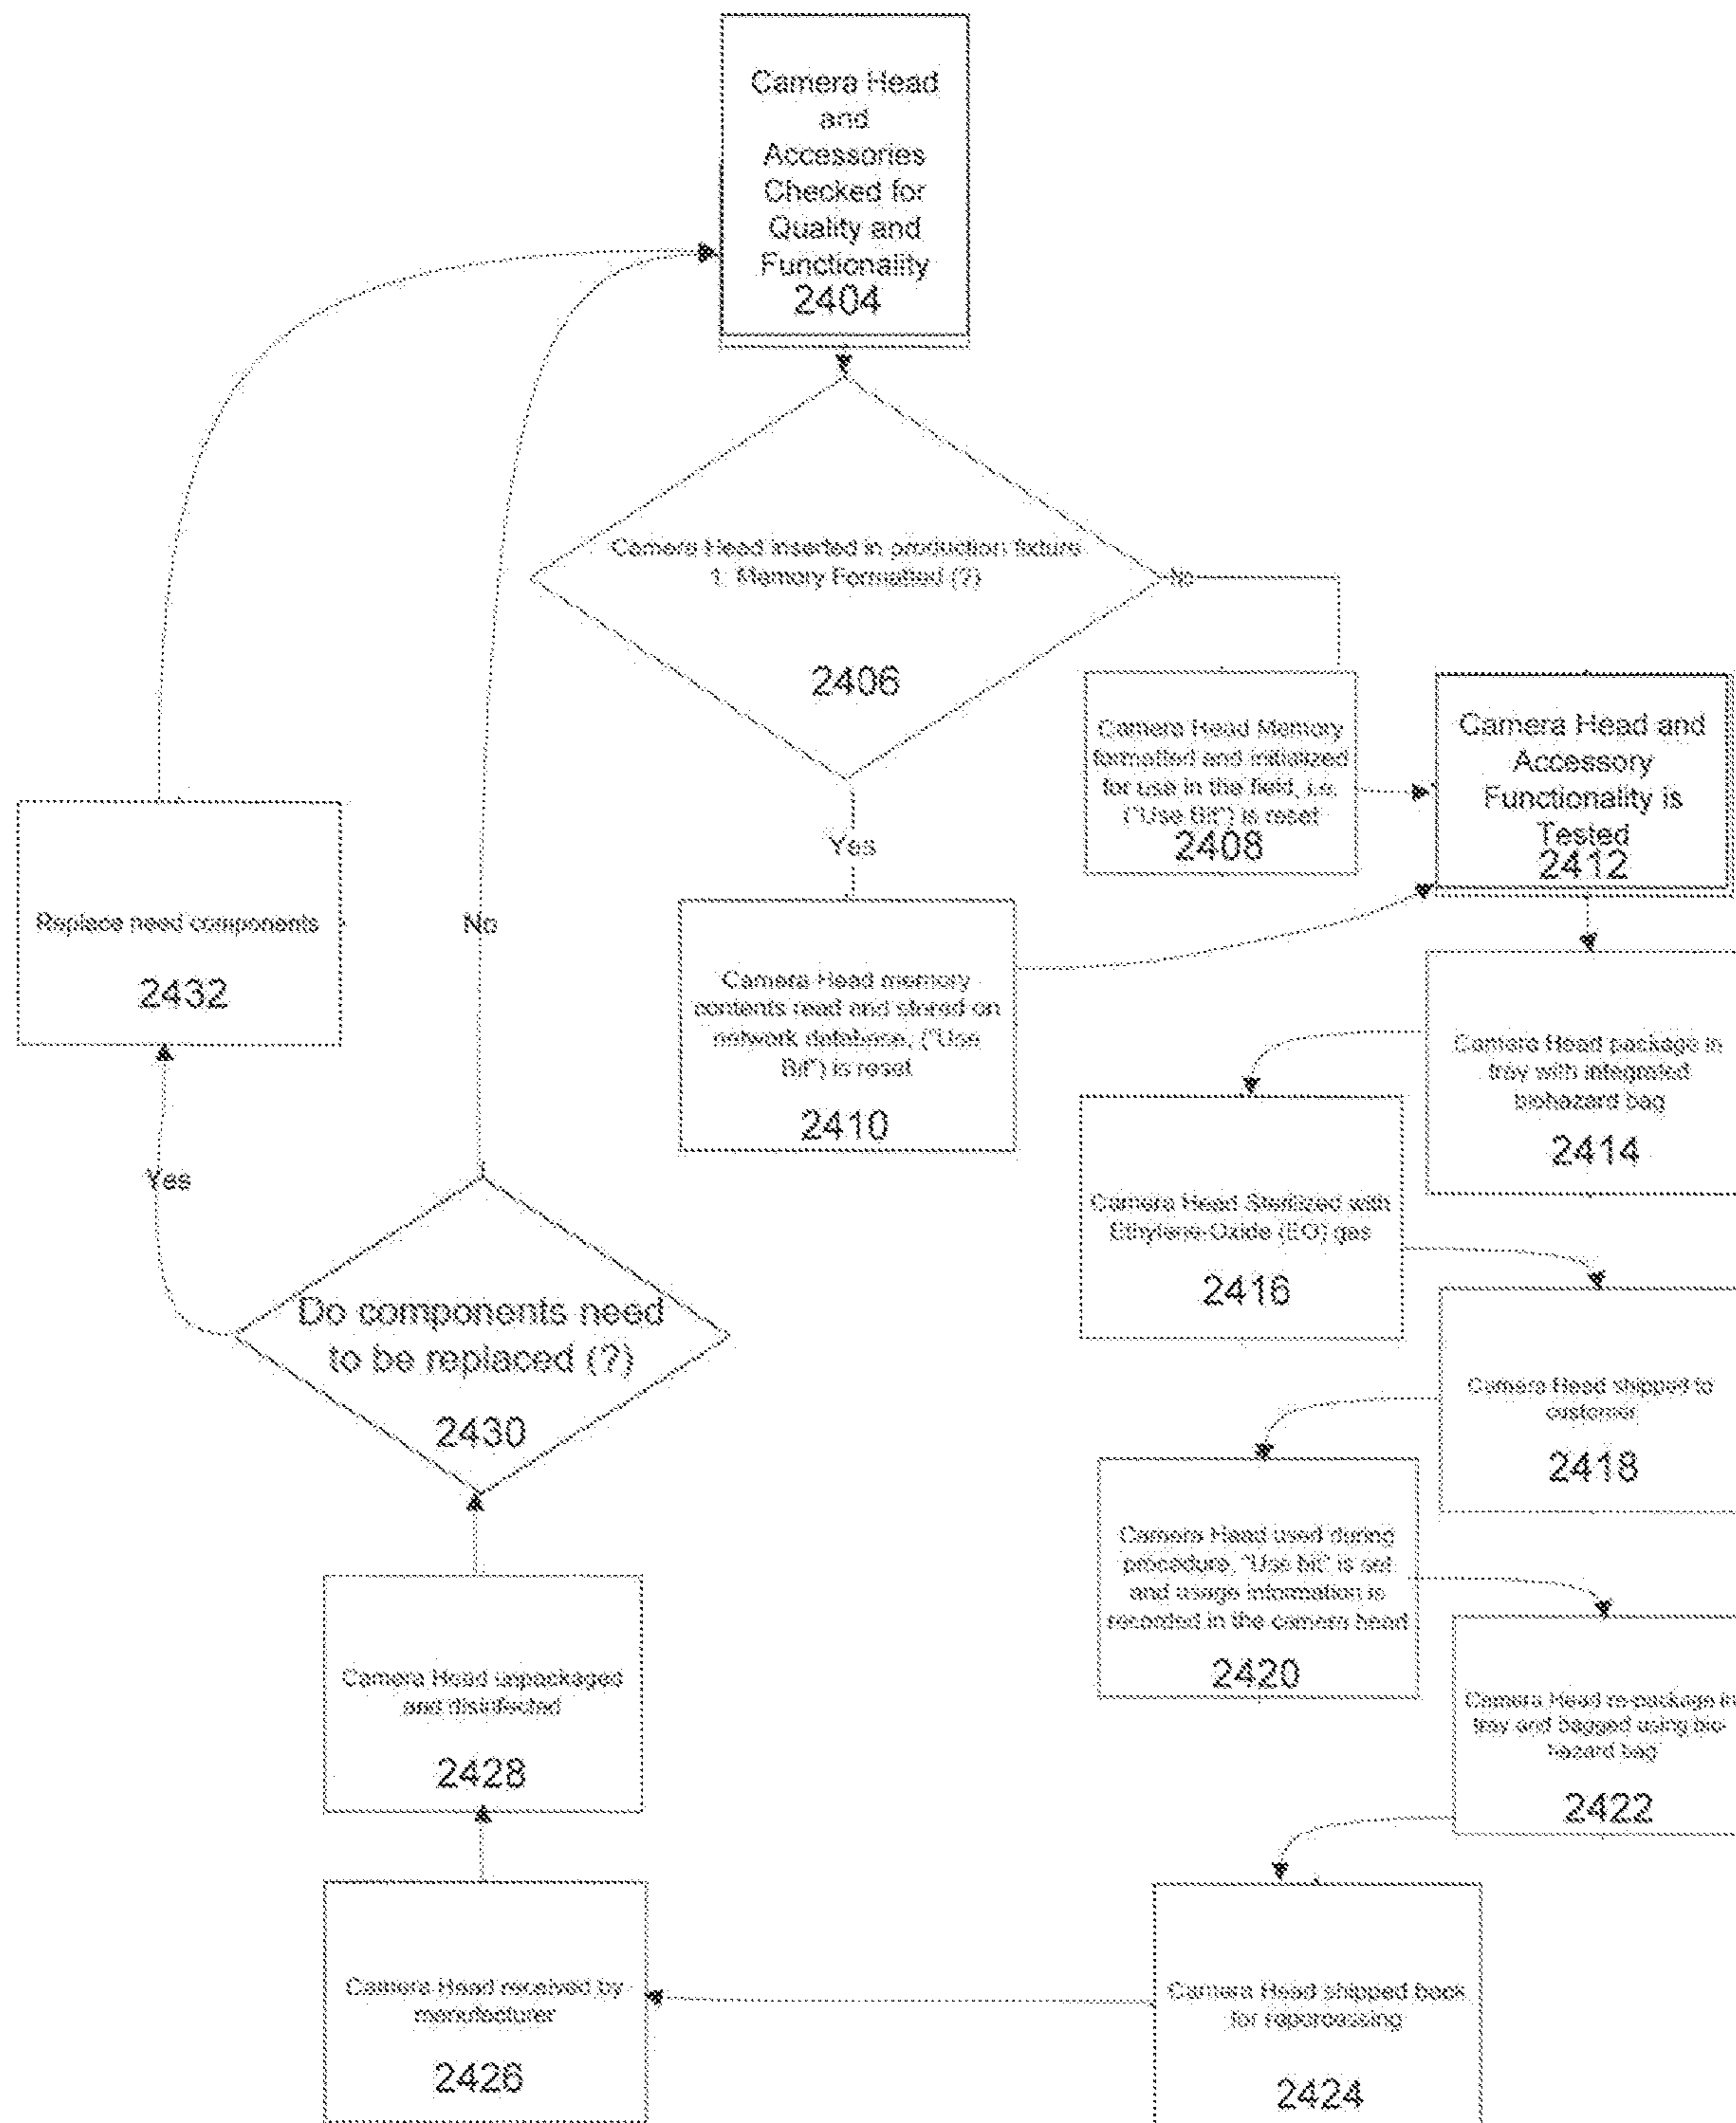 Camera Head
and
Accessories
Checked for
Quality and
Functionality
2404
Camera Head inserted in production fixture
1. Memory Formatted (?)
2406
No
Yes
Camera Head Memory
formatted and initialized
for use in the field, i.e.
("Use Bit") is reset
2408
Camera Head and
Accessory
Functionality is
Tested
2412
Replace need components
2432
No
Camera Head memory
contents read and stored on
network database, ("Use
Bit") is reset
2410
Camera Head package in
tray with integrated
biohazard bag
2414
Yes
Camera Head Sterilized with
Ethylene-Oxide (EO) gas
2416
Do components need
to be replaced (?)
2430
Camera Head shipped to
customer
2418
Camera Head used during
procedure, "Use bit" is set
and usage information is
recorded in the camera head
2420
Camera Head unpackaged
and disinfected
2428
Camera Head re-package in
tray and bagged using bio-
hazard bag
2422
Camera Head received by
manufacturer
2426
Camera Head shipped back
for
2424